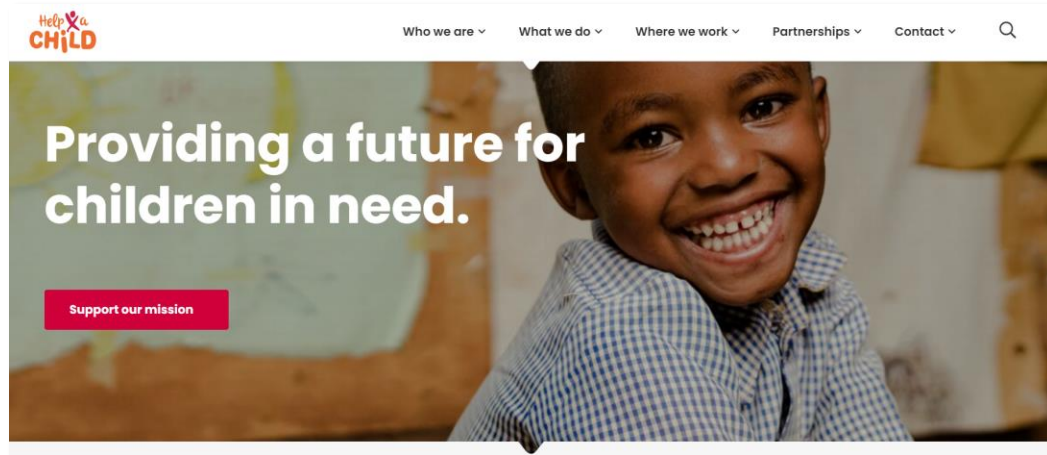 Help a
CHiLD
Who we are
What we do
Where we work
Partnerships
Contact
Providing a future for
children in need.
Support our mission